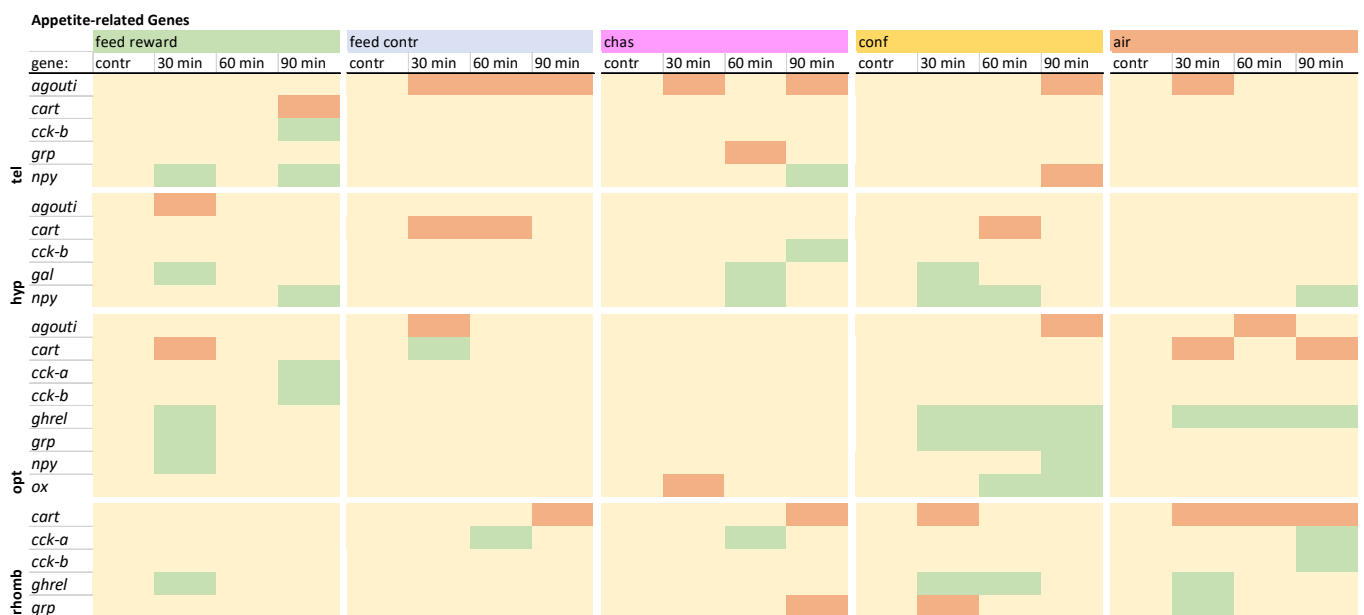 Appetite-related Genes
feed reward feed contr chas conf air
gene: contr 30 min 60 min 90 min contr 30 min 60 min 90 min contr 30 min 60 min 90 min contr 30 min 60 min 90 min contr 30 min 60 min 90 min
agouti
cart
cck-b
grp
tel npy
agouti
cart
cck-b
gal
hyp npy
agouti
cart
cck-a
cck-b
ghrel
grp
npy
opt ox
cart
cck-a
cck-b
ghrel
rhomb grp